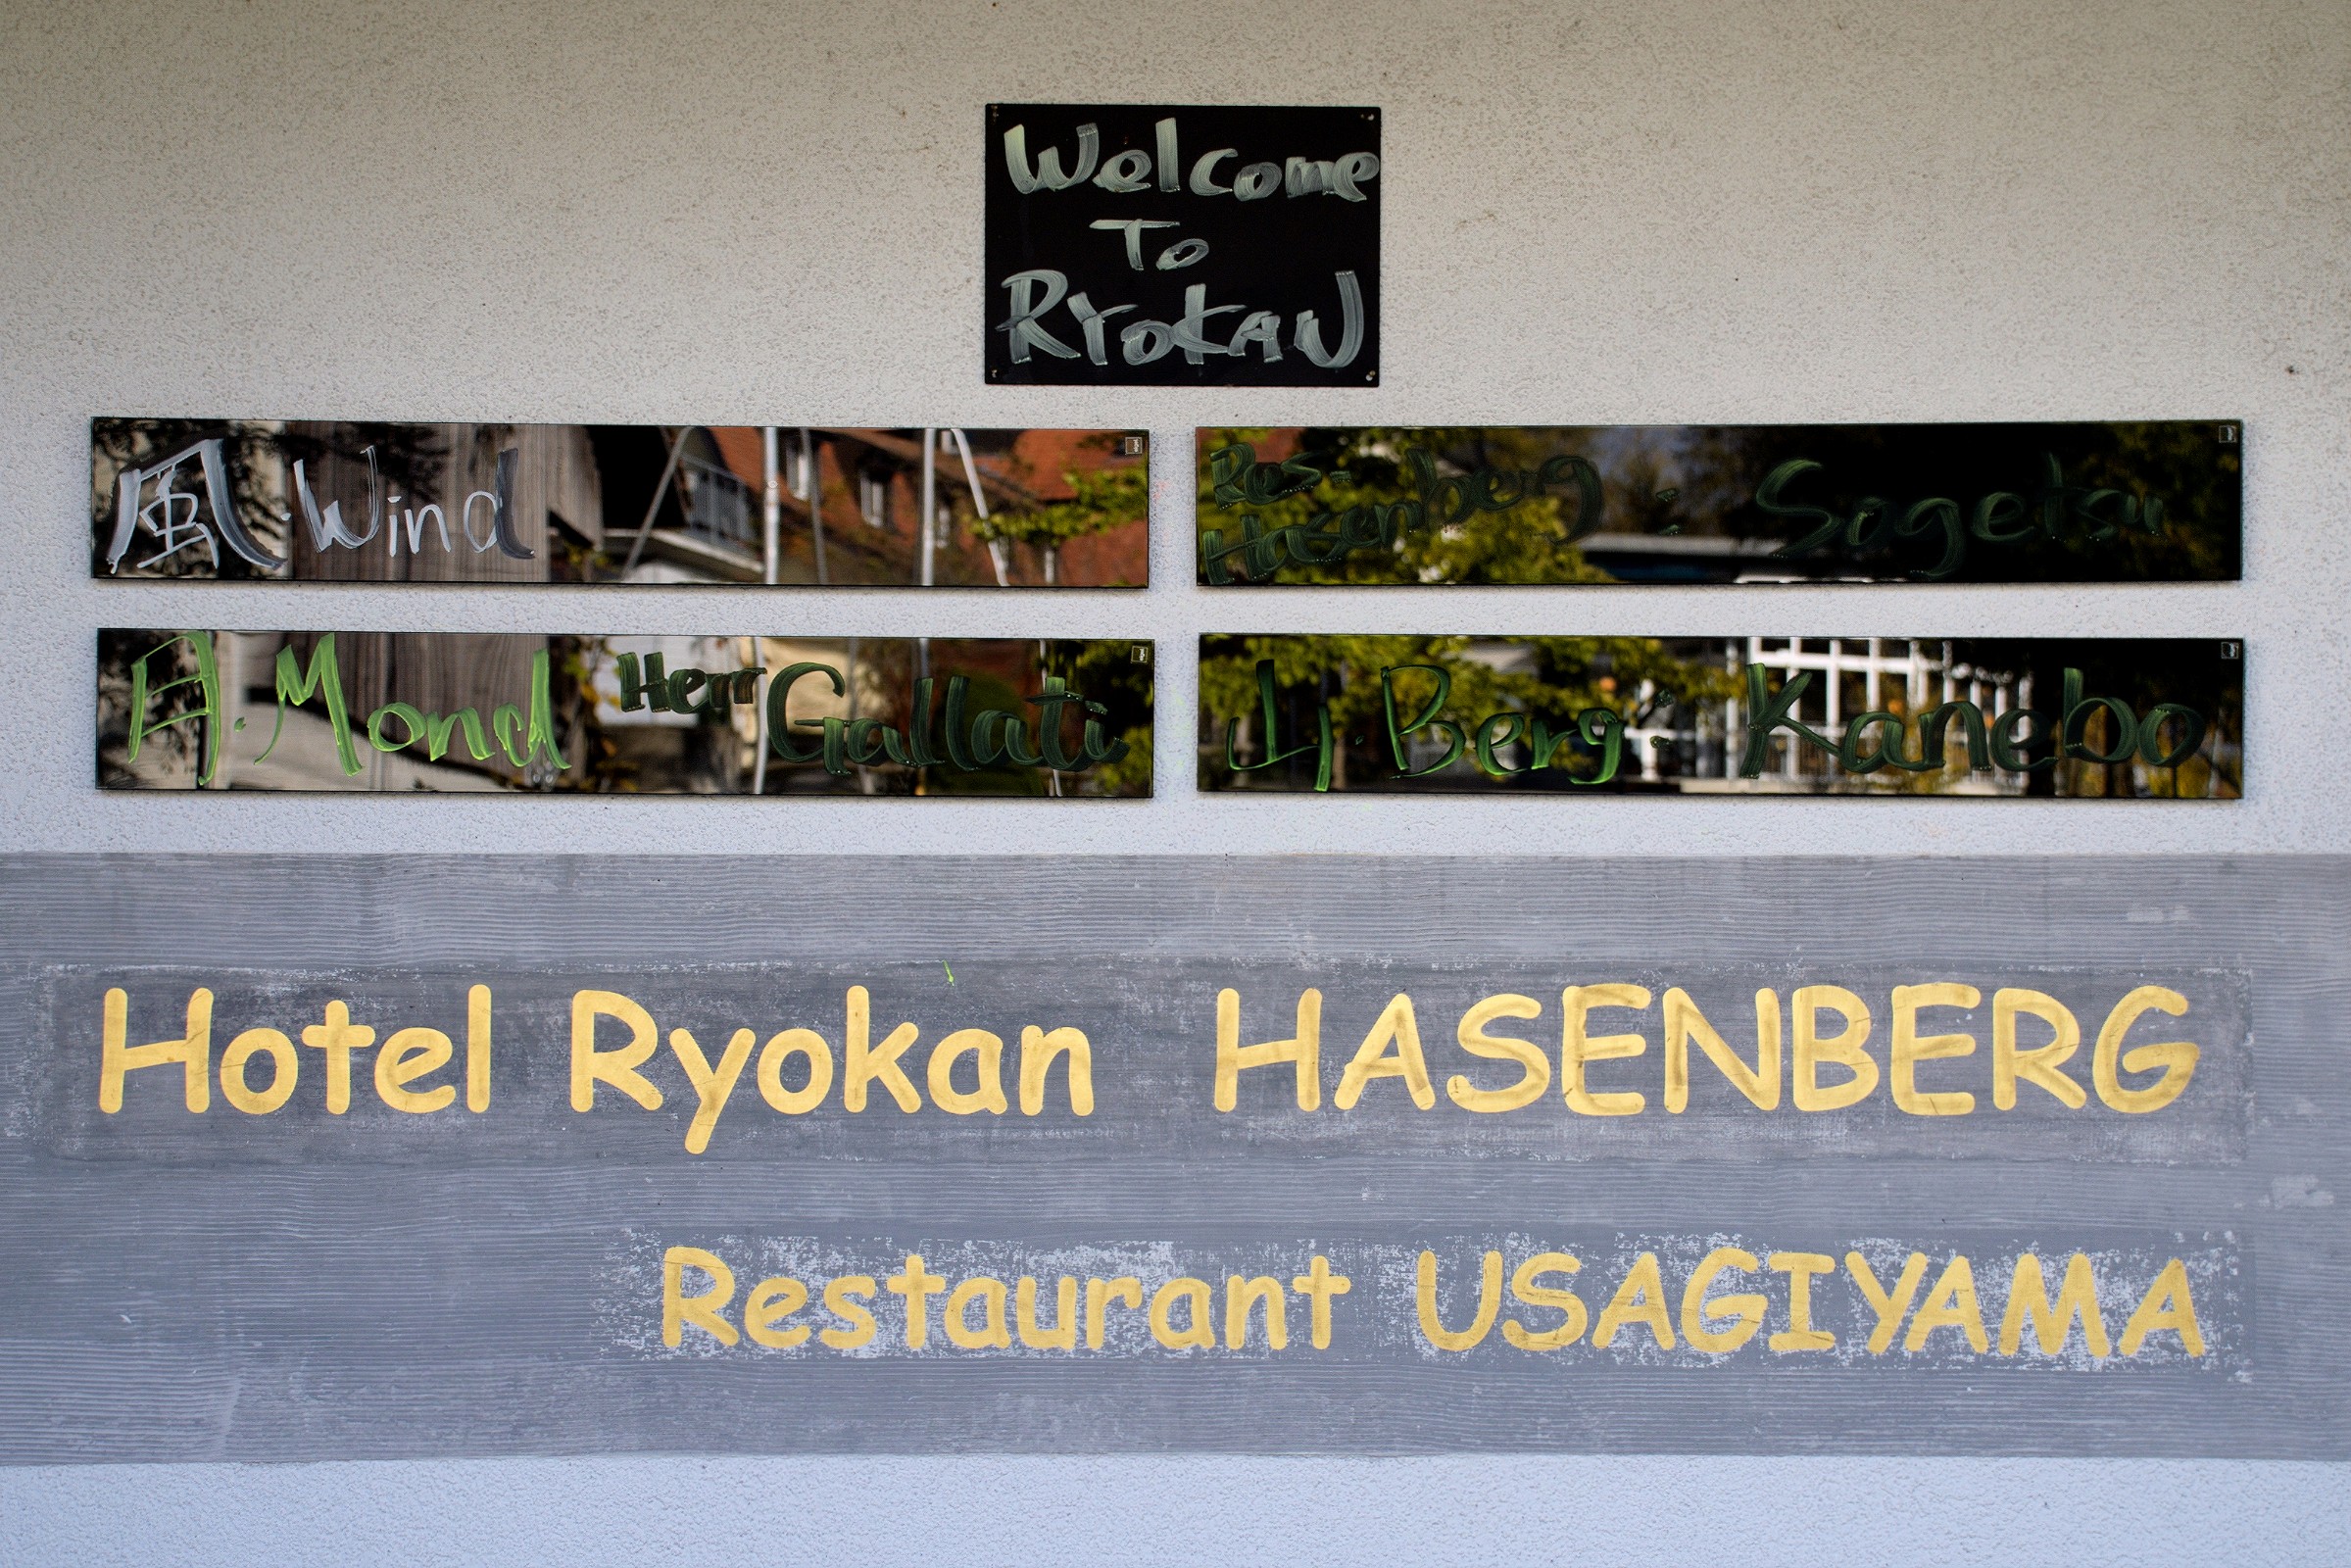 Welcome
To
Ryokan
風・Wind
Res-
Hasenberg : Sogetsu
月・Mond Herr Gallati
山・Berg : Kanebo
Hotel Ryokan HASENBERG
Restaurant USAGIYAMA